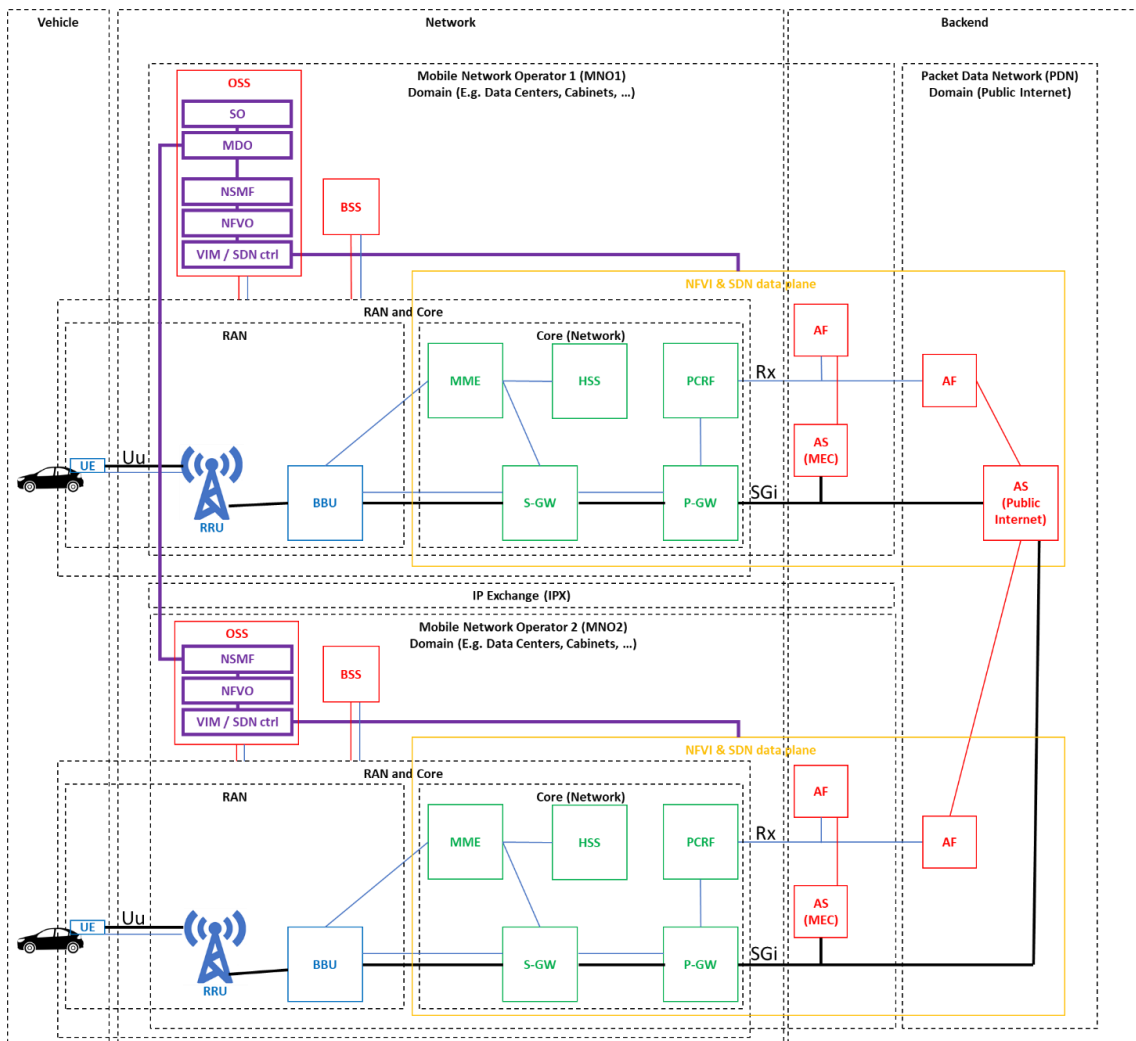 Vehicle
Network
Backend
Mobile Network Operator 1 (MNO1)
Domain (E.g. Data Centers, Cabinets, …)
Packet Data Network (PDN)
Domain (Public Internet)
OSS
SO
MDO
NSMF
NFVO
VIM / SDN ctrl
BSS
NFVI & SDN data plane
RAN and Core
RAN
Core (Network)
AF
MME
HSS
PCRF
Rx
AF
AS
(MEC)
UE
Uu
RRU
BBU
S-GW
P-GW
SGi
AS
(Public
Internet)
IP Exchange (IPX)
Mobile Network Operator 2 (MNO2)
Domain (E.g. Data Centers, Cabinets, …)
OSS
NSMF
NFVO
VIM / SDN ctrl
BSS
NFVI & SDN data plane
RAN and Core
RAN
Core (Network)
AF
MME
HSS
PCRF
Rx
AF
AS
(MEC)
UE
Uu
RRU
BBU
S-GW
P-GW
SGi